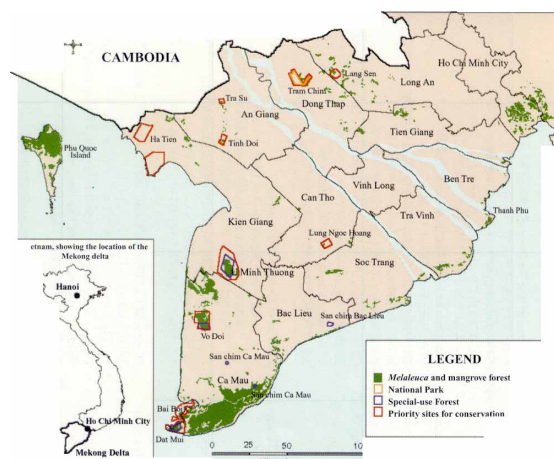 CAMBODIA
Ho Chi Minh City
Lang Sen
Long An
Tram Chim
Dong Thap
Tra Su
An Giang
Tien Giang
Phu Quoc
Island
Ha Tien
Tinh Doi
Ben Tre
Vinh Long
Can Tho
Thanh Phu
Tra Vinh
Kien Giang
Lung Ngoc Hoang
etnam, showing the location of the
Mekong delta
Soc Trang
Minh Thuong
Hanoi
Bac Lieu
San chim Bac Lieu
Vo Doi
LEGEND
San chim Ca Mau
Melaleuca and mangrove forest
Ca Mau
National Park
San chim Ca Mau
Special-use Forest
Bai Boi
Priority sites for conservation
Ho Chi Minh City
Dat Mui
Mekong Delta
0 25 50 75 10